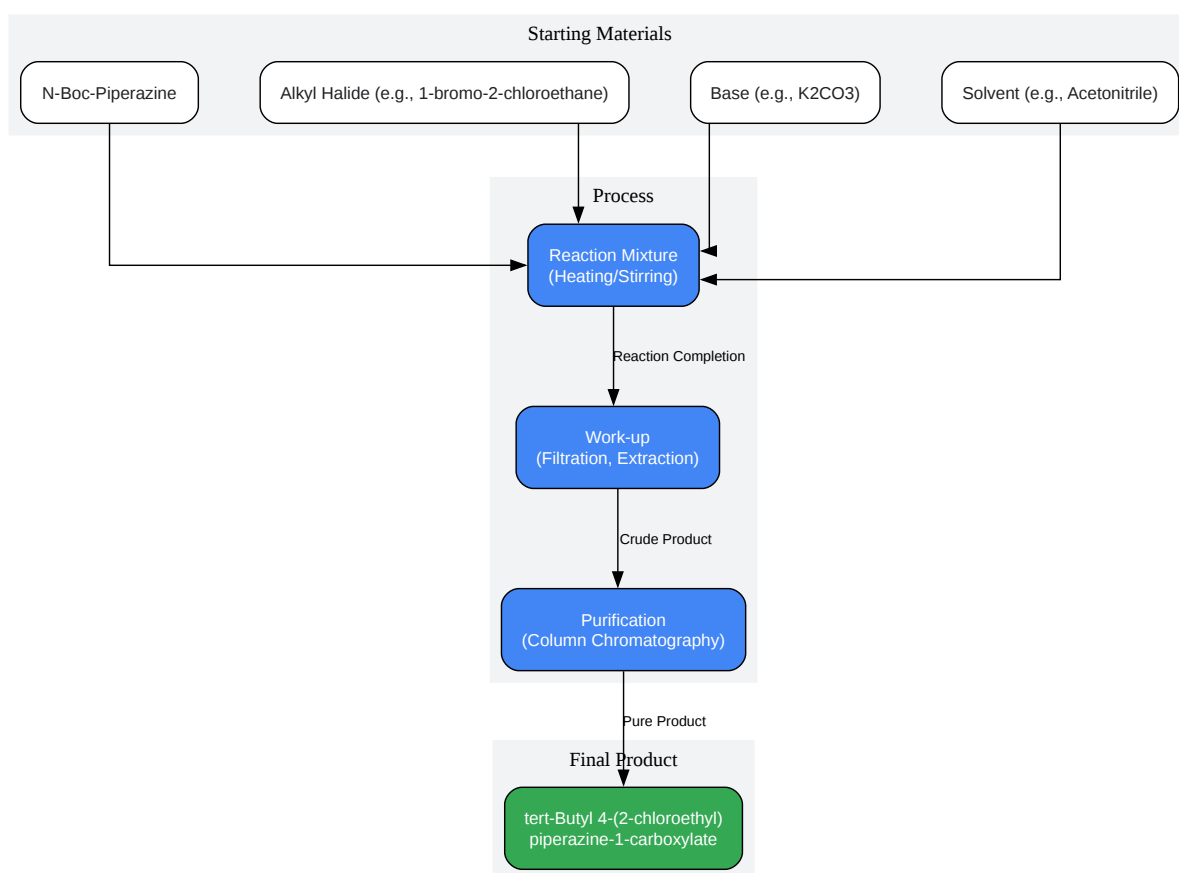 Starting Materials
N-Boc-Piperazine
Alkyl Halide (e.g., 1-bromo-2-chloroethane)
Base (e.g., K2CO3)
Solvent (e.g., Acetonitrile)
Process
Reaction Mixture
(Heating/Stirring)
Reaction Completion
Work-up
(Filtration, Extraction)
Crude Product
Purification
(Column Chromatography)
Pure Product
Final Product
tert-Butyl 4-(2-chloroethyl)
piperazine-1-carboxylate